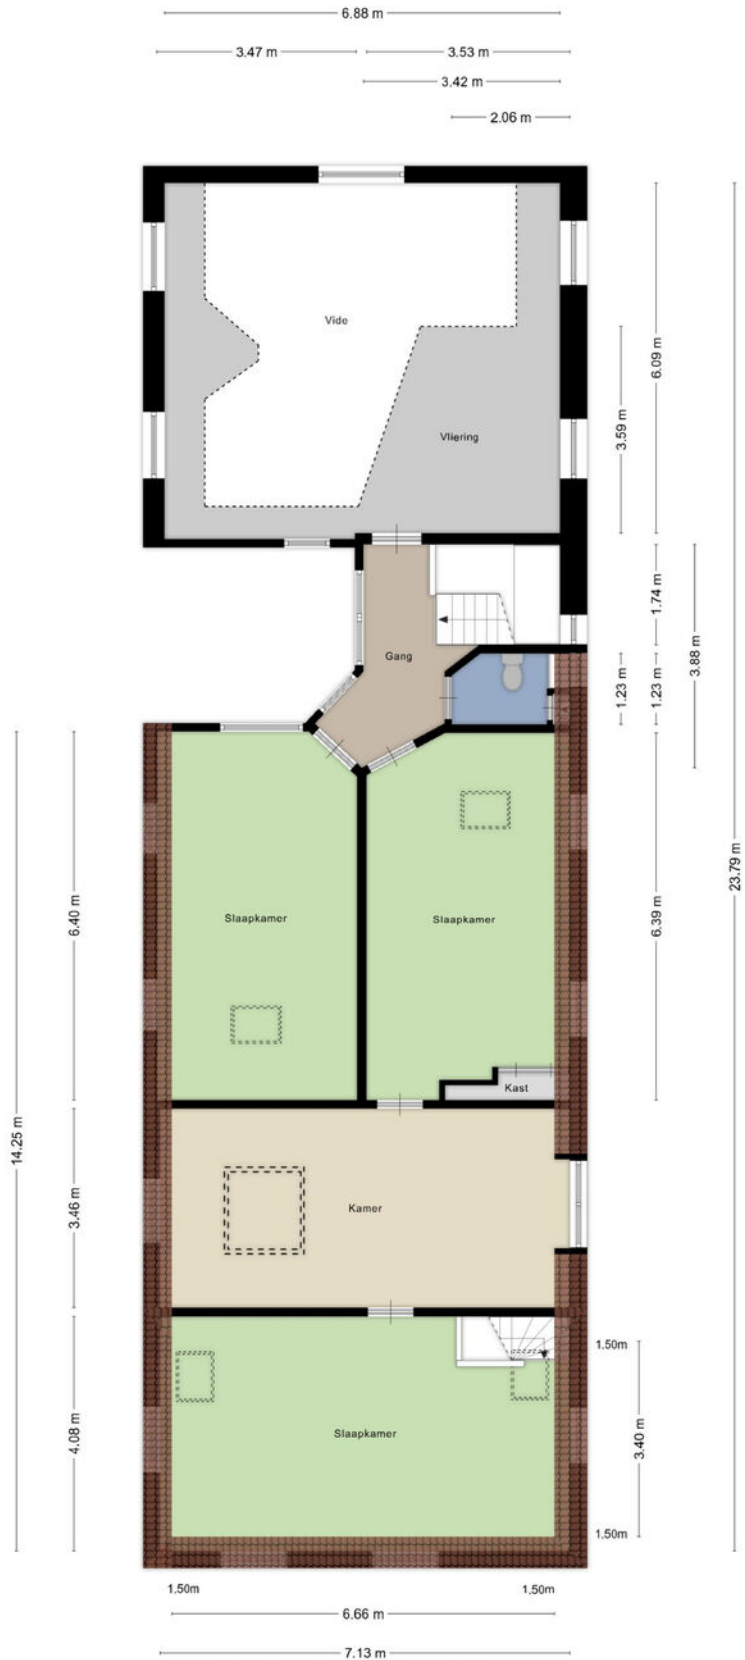 6.88 m
3.47 m
3.53 m
3.42 m
2.06 m
Vide
6.09 m
3.59 m
Vliering
1.74 m
3.88 m
Gang
1.23 m
1.23 m
23.79 m
6.40 m
Slaapkamer
Slaapkamer
6.39 m
Kast
14.25 m
3.46 m
Kamer
1.50m
4.08 m
Slaapkamer
3.40 m
1.50m
1.50m
1.50m
6.66 m
7.13 m